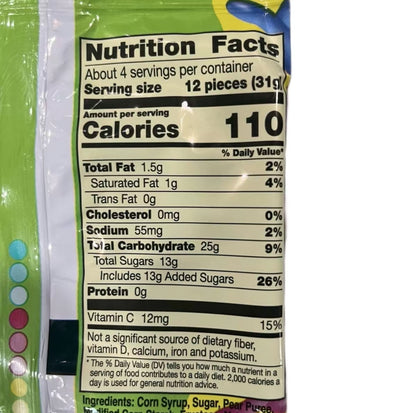 Nutrition Facts
About 4 servings per container
Serving size 12 pieces (31g)
Amount per serving
Calories 110
% Daily Value*
Total Fat 1.5g 2%
Saturated Fat 1g 4%
Trans Fat 0g
Cholesterol 0mg 0%
Sodium 55mg 2%
Total Carbohydrate 25g 9%
Total Sugars 13g
Includes 13g Added Sugars 26%
Protein 0g
Vitamin C 12mg 15%
Not a significant source of dietary fiber,
vitamin D, calcium, iron and potassium.
* The % Daily Value (DV) tells you how much a nutrient in a
serving of food contributes to a daily diet. 2,000 calories a
day is used for general nutrition advice.
Ingredients: Corn Syrup, Sugar, Pear Puree,